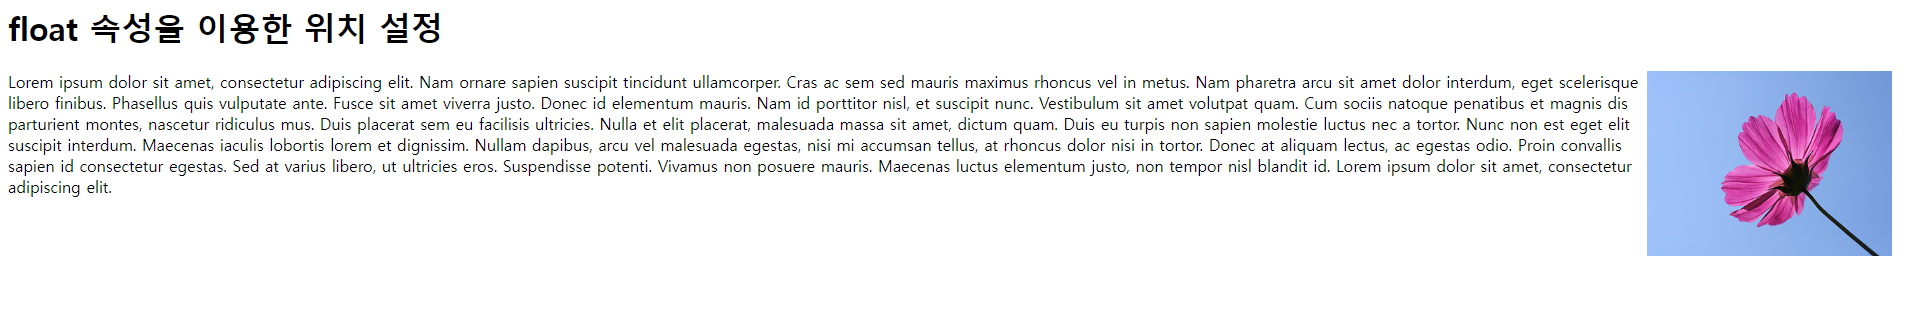 float 속성을 이용한 위치 설정
Lorem ipsum dolor sit amet, consectetur adipiscing elit. Nam ornare sapien suscipit tincidunt ullamcorper. Cras ac sem sed mauris maximus rhoncus vel in metus. Nam pharetra arcu sit amet dolor interdum, eget scelerisque
libero finibus. Phasellus quis vulputate ante. Fusce sit amet viverra justo. Donec id elementum mauris. Nam id porttitor nisl, et suscipit nunc. Vestibulum sit amet volutpat quam. Cum sociis natoque penatibus et magnis dis
parturient montes, nascetur ridiculus mus. Duis placerat sem eu facilisis ultricies. Nulla et elit placerat, malesuada massa sit amet, dictum quam. Duis eu turpis non sapien molestie luctus nec a tortor. Nunc non est eget elit
suscipit interdum. Maecenas iaculis lobortis lorem et dignissim. Nullam dapibus, arcu vel malesuada egestas, nisi mi accumsan tellus, at rhoncus dolor nisi in tortor. Donec at aliquam lectus, ac egestas odio. Proin convallis
sapien id consectetur egestas. Sed at varius libero, ut ultricies eros. Suspendisse potenti. Vivamus non posuere mauris. Maecenas luctus elementum justo, non tempor nisl blandit id. Lorem ipsum dolor sit amet, consectetur
adipiscing elit.